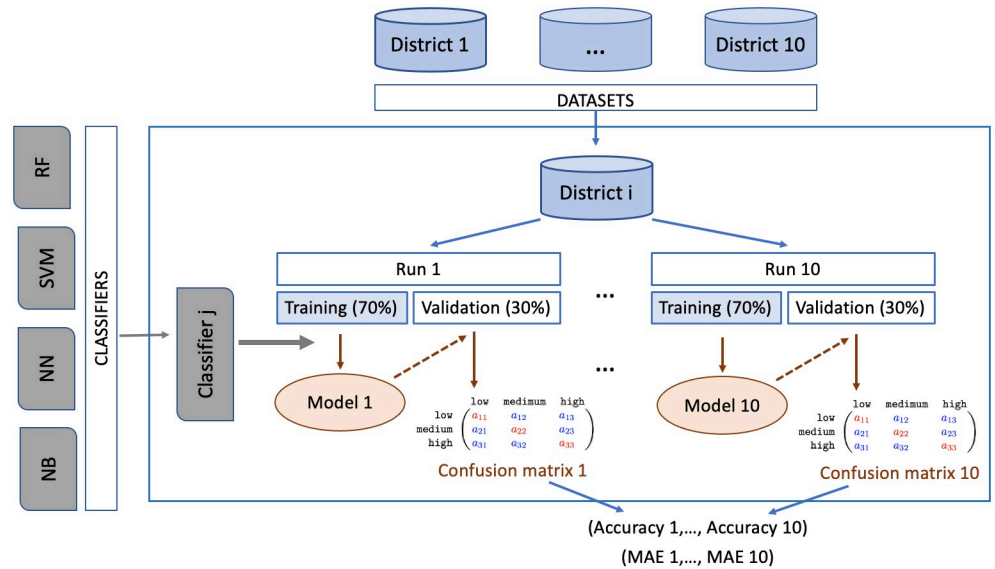 District 1
...
District 10
DATASETS
RF
SVM
NN
NB
CLASSIFIERS
Classifier j
District i
Run 1
Training (70%)
Validation (30%)
...
Run 10
Training (70%)
Validation (30%)
Model 1
...
Model 10
low medimum high
low a11 a12 a13
medium a21 a22 a23
high a31 a32 a33
Confusion matrix 1
low medimum high
low a11 a12 a13
medium a21 a22 a23
high a31 a32 a33
Confusion matrix 10
(Accuracy 1,..., Accuracy 10)
(MAE 1,..., MAE 10)